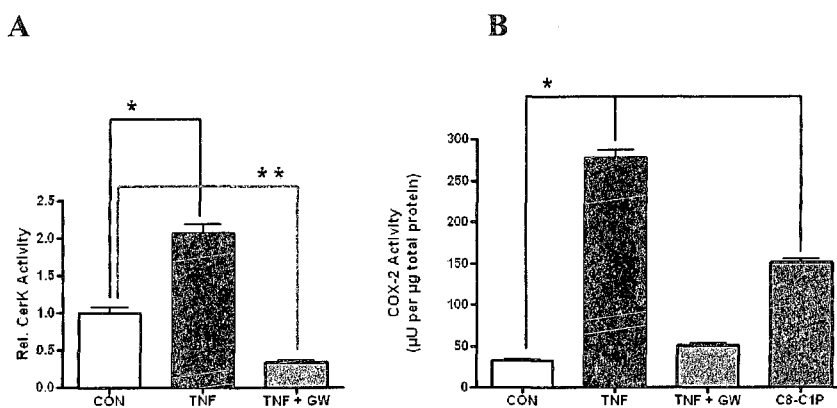 A
B
*
**
*
Rel. CerK Activity
2.5
2.0
1.5
1.0
0.5
0.0
CON
TNF
TNF + GW
COX-2 Activity
(µU per µg total protein)
300
250
200
150
100
50
0
CON
TNF
TNF + GW
C8-C1P